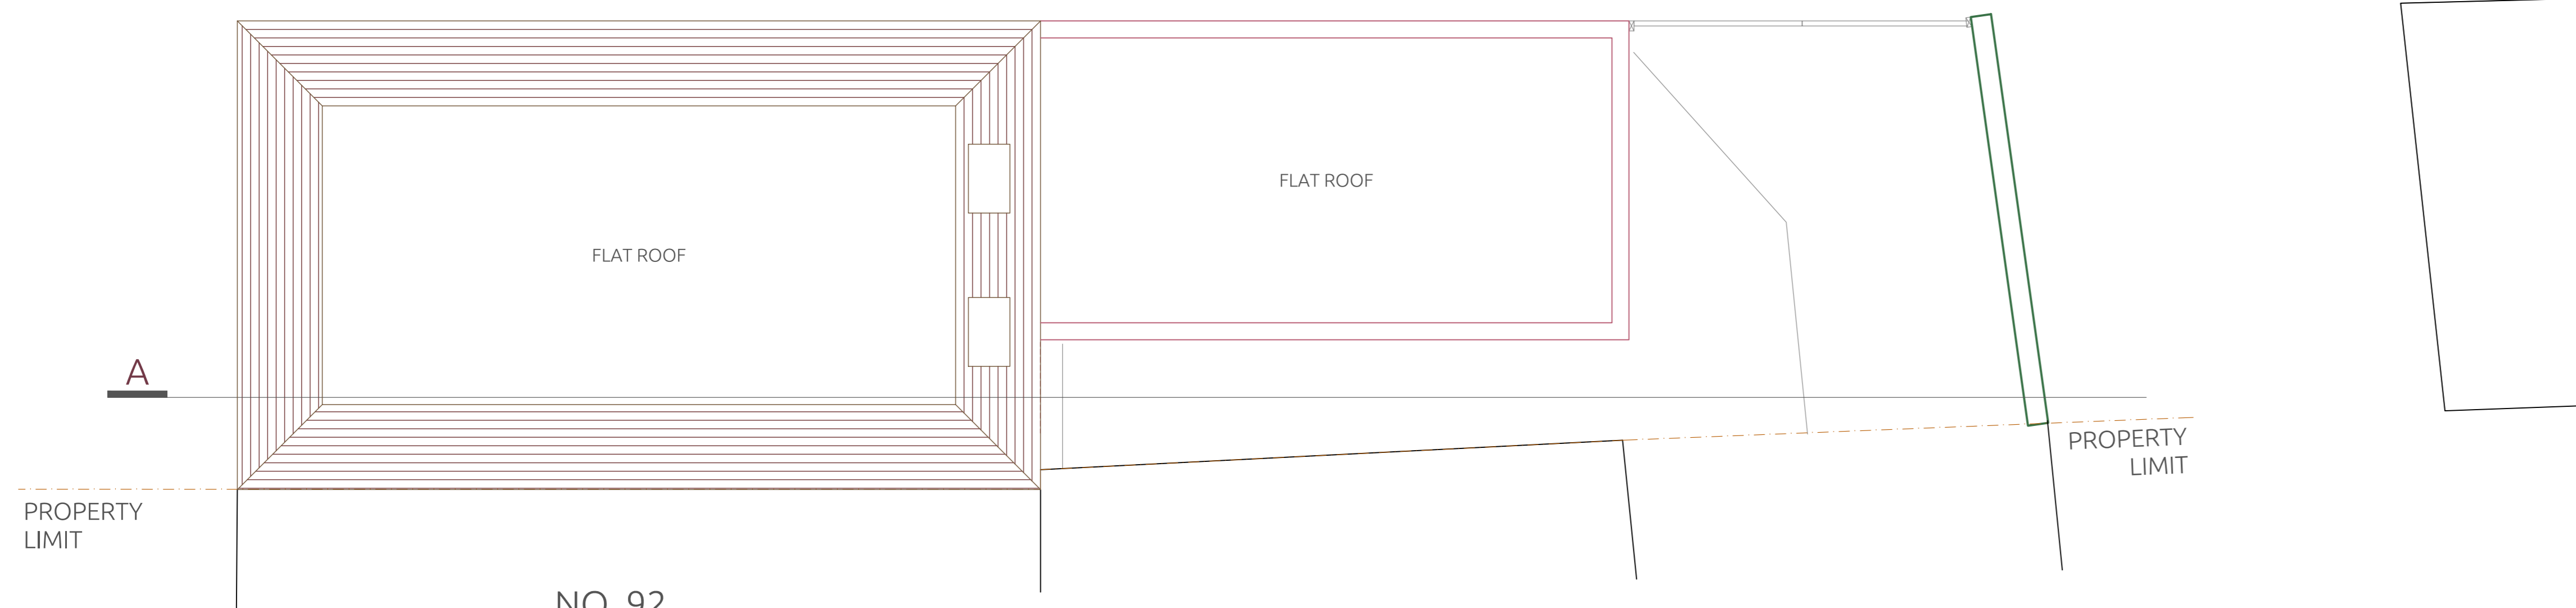 FLAT ROOF
FLAT ROOF
A
PROPERTY
LIMIT
PROPERTY
LIMIT
NO. 92